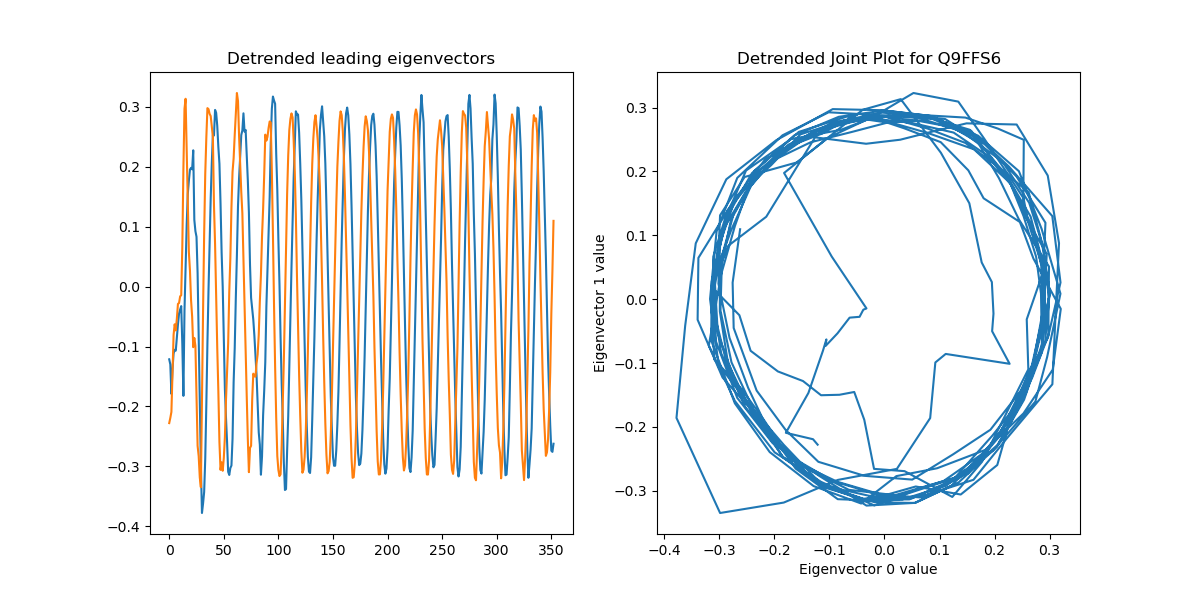 Detrended leading eigenvectors
0.3
0.2
0.1
0.0
−0.1
−0.2
−0.3
−0.4
0 50 100 150 200 250 300 350
Detrended Joint Plot for Q9FFS6
Eigenvector 1 value
0.3
0.2
0.1
0.0
−0.1
−0.2
−0.3
−0.4 −0.3 −0.2 −0.1 0.0 0.1 0.2 0.3
Eigenvector 0 value